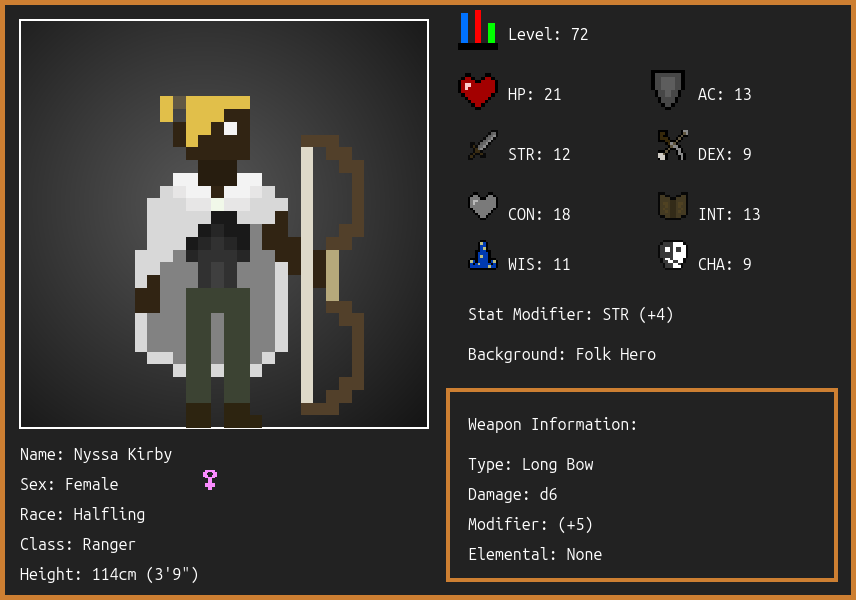 Level: 72
HP: 21
AC: 13
STR: 12
DEX: 9
CON: 18
INT: 13
WIS: 11
CHA: 9
Stat Modifier: STR (+4)
Background: Folk Hero
Weapon Information:
Type: Long Bow
Damage: d6
Modifier: (+5)
Elemental: None
Name: Nyssa Kirby
Sex: Female
Race: Halfling
Class: Ranger
Height: 114cm (3'9")